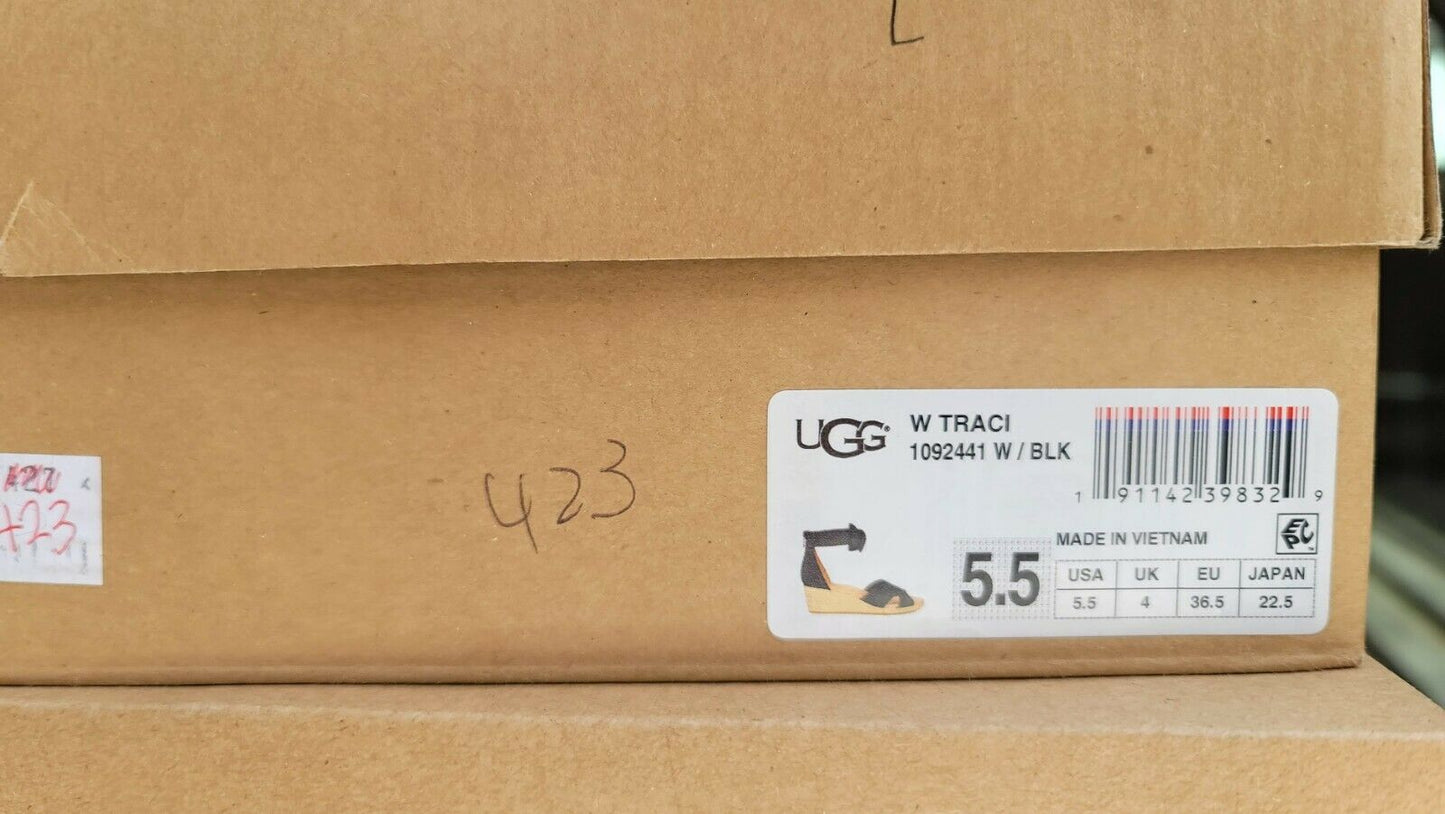 UGG®
W TRACI
1092441 W / BLK
1 91142 39832 9
MADE IN VIETNAM
EPC™
5.5
USA UK EU JAPAN
5.5 4 36.5 22.5
423
423